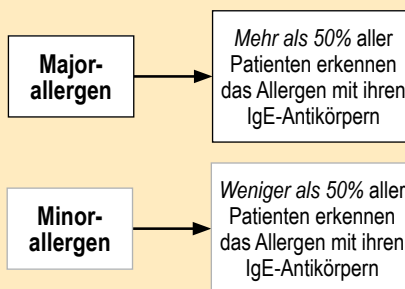 Major-
allergen
Mehr als 50% aller
Patienten erkennen
das Allergen mit ihren
IgE-Antikörpern
Minor-
allergen
Weniger als 50% aller
Patienten erkennen
das Allergen mit ihren
IgE-Antikörpern